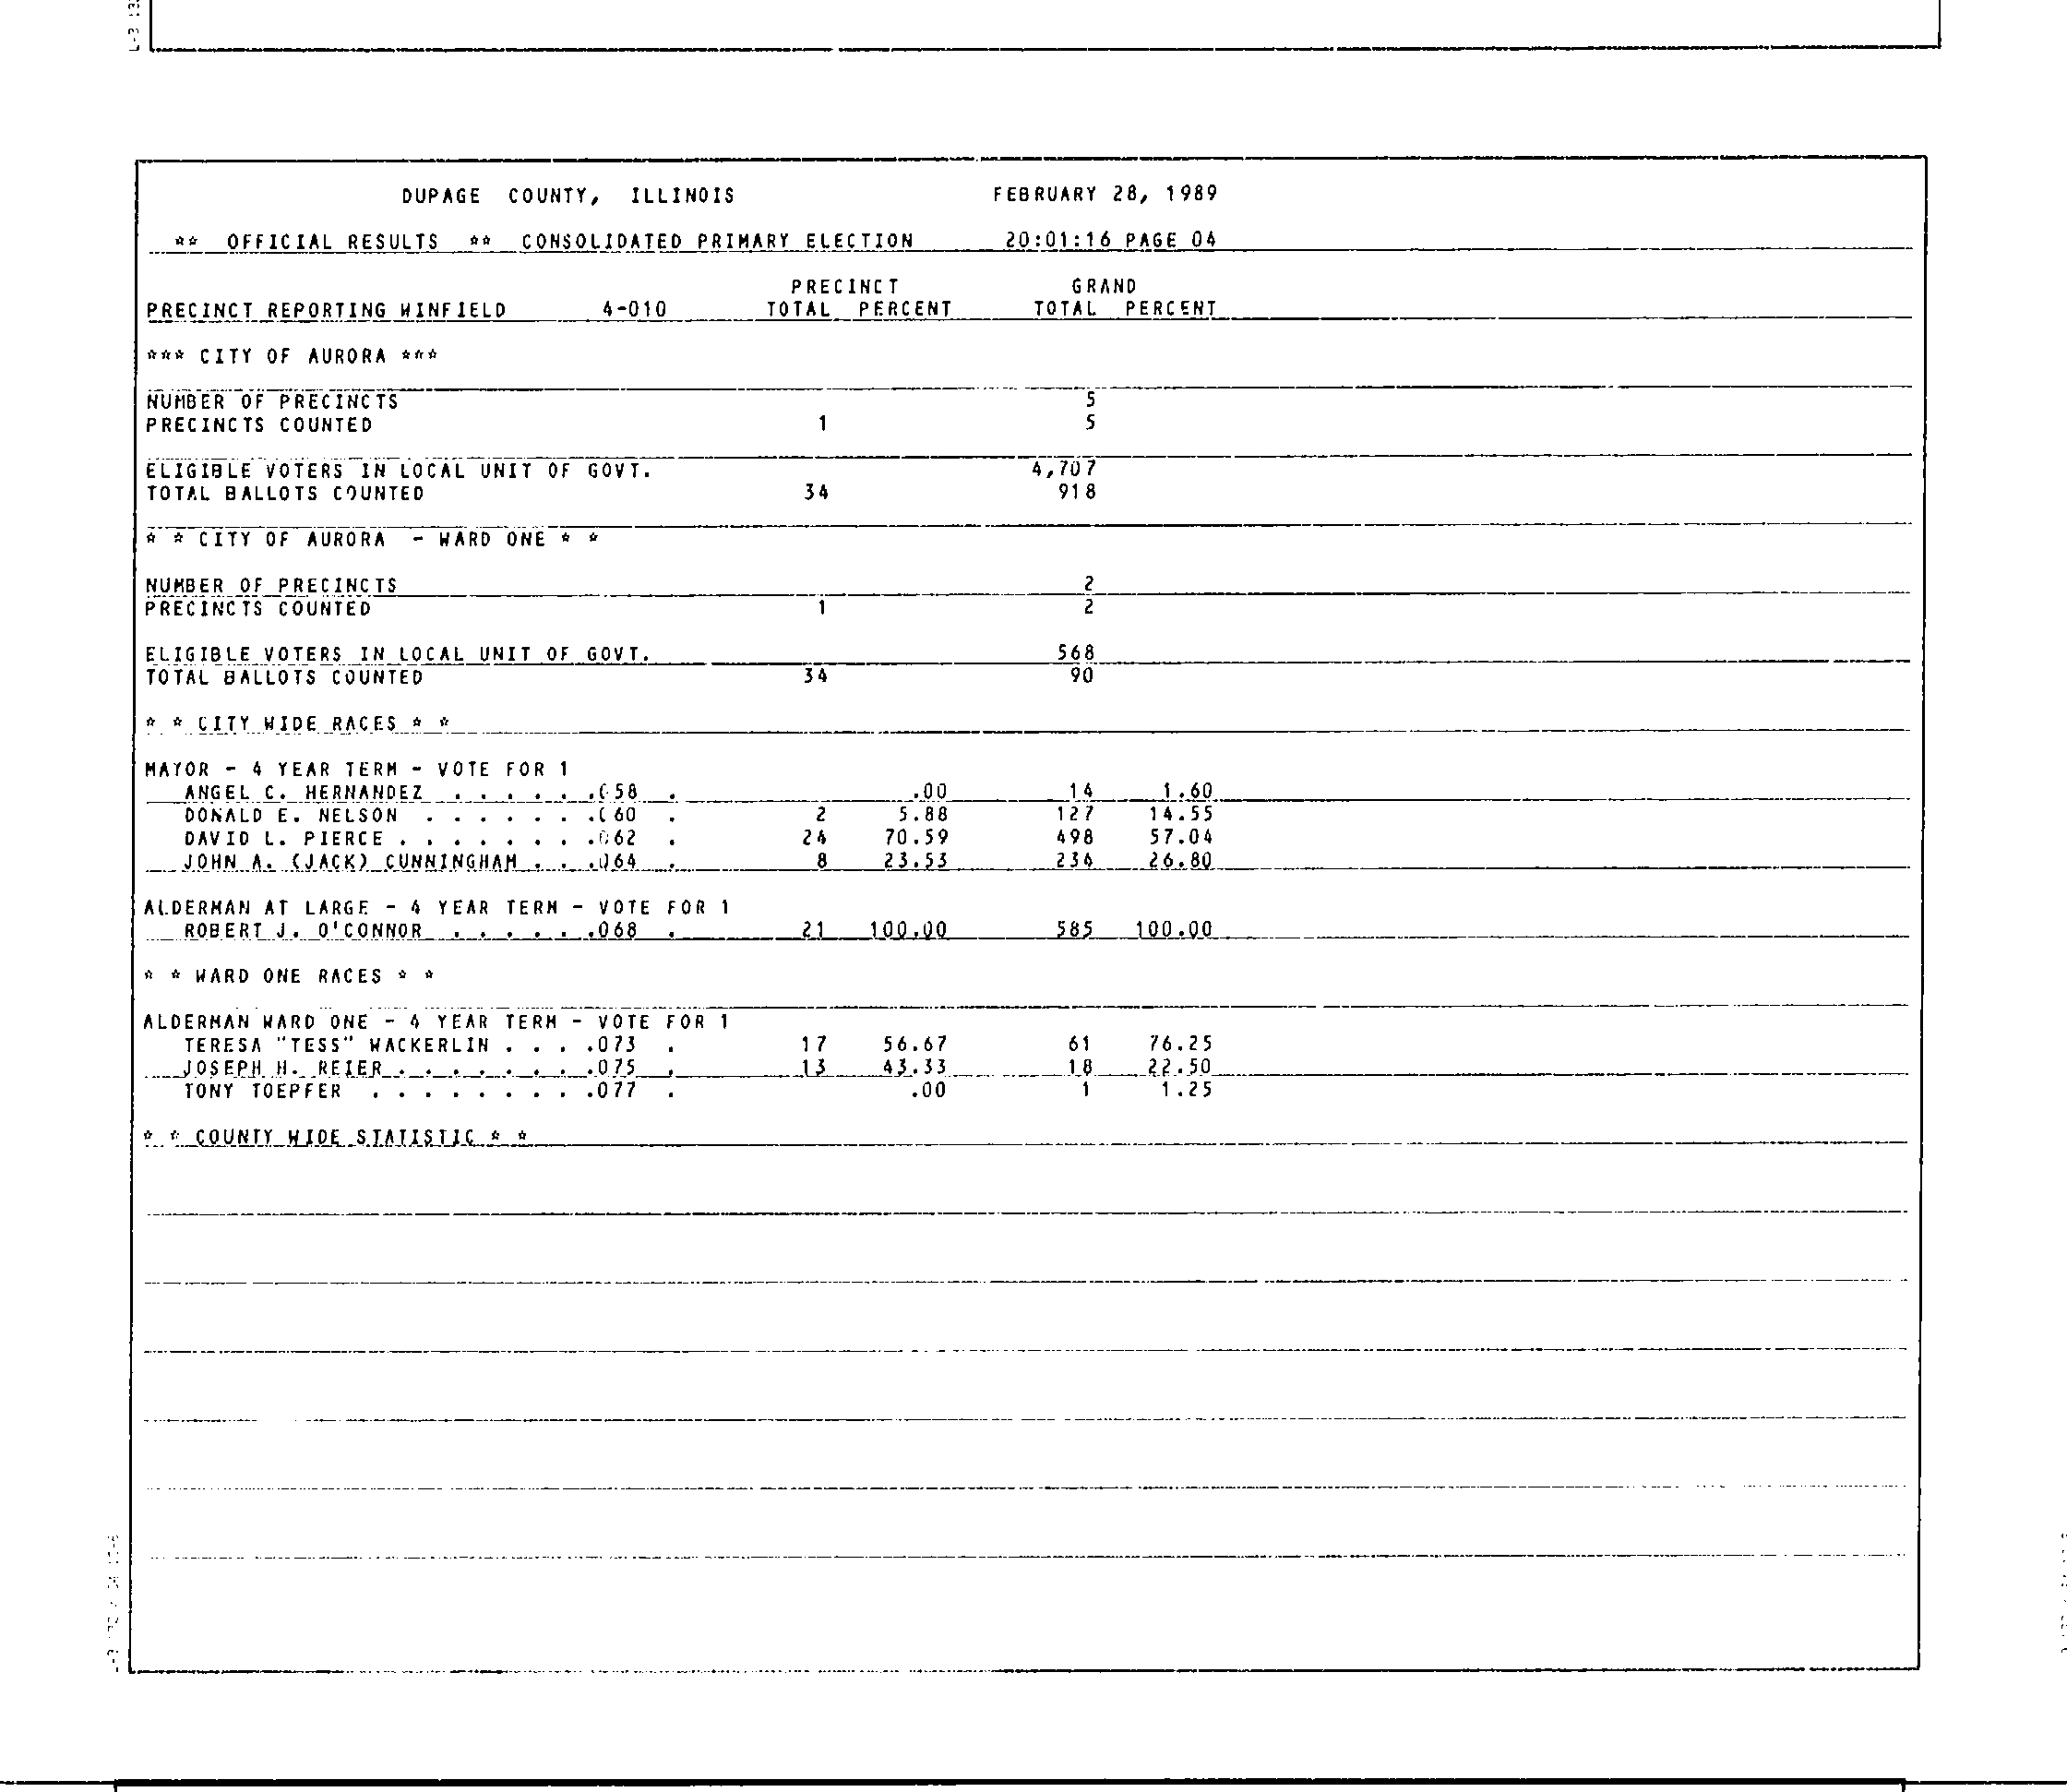 DUPAGE COUNTY, ILLINOIS FEBRUARY 28, 1989
** OFFICIAL RESULTS ** CONSOLIDATED PRIMARY ELECTION 20:01:16 PAGE 04
PRECINCT GRAND
PRECINCT REPORTING WINFIELD 4-010 TOTAL PERCENT TOTAL PERCENT
*** CITY OF AURORA ***
NUMBER OF PRECINCTS 5
PRECINCTS COUNTED 1 5
ELIGIBLE VOTERS IN LOCAL UNIT OF GOVT. 4,707
TOTAL BALLOTS COUNTED 34 918
* * CITY OF AURORA - WARD ONE * *
NUMBER OF PRECINCTS 2
PRECINCTS COUNTED 1 2
ELIGIBLE VOTERS IN LOCAL UNIT OF GOVT. 568
TOTAL BALLOTS COUNTED 34 90
* * CITY WIDE RACES * *
MAYOR - 4 YEAR TERM - VOTE FOR 1
ANGEL C. HERNANDEZ . . . . . .058 . .00 14 1.60
DONALD E. NELSON . . . . . . .060 . 2 5.88 127 14.55
DAVID L. PIERCE . . . . . . . .062 . 24 70.59 498 57.04
JOHN A. (JACK) CUNNINGHAM . . .064 . 8 23.53 234 26.80
ALDERMAN AT LARGE - 4 YEAR TERM - VOTE FOR 1
ROBERT J. O'CONNOR . . . . . .068 . 21 100.00 585 100.00
* * WARD ONE RACES * *
ALDERMAN WARD ONE - 4 YEAR TERM - VOTE FOR 1
TERESA "TESS" WACKERLIN . . . .073 . 17 56.67 61 76.25
JOSEPH H. REIER . . . . . . . .075 . 13 43.33 18 22.50
TONY TOEPFER . . . . . . . . .077 . .00 1 1.25
* * COUNTY WIDE STATISTIC * *